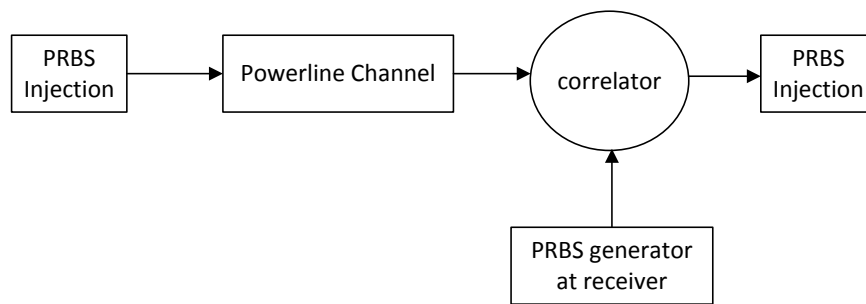 PRBS
Injection
Powerline Channel
correlator
PRBS
Injection
PRBS generator
at receiver